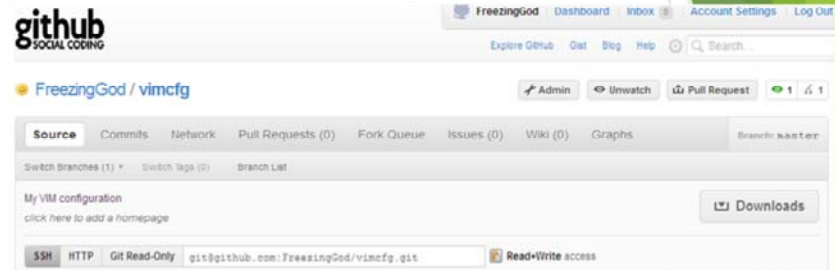 github
SOCIAL CODING
FreezingGod Dashboard Inbox 0 Account Settings Log Out
Explore GitHub Gist Blog Help Search...
FreezingGod / vimcfg
Admin Unwatch Pull Request 1 1
Source Commits Network Pull Requests (0) Fork Queue Issues (0) Wiki (0) Graphs Branch: master
Switch Branches (1) Switch Tags (0) Branch List
My VIM configuration
click here to add a homepage
Downloads
SSH HTTP Git Read-Only git@github.com:FreezingGod/vimcfg.git Read+Write access